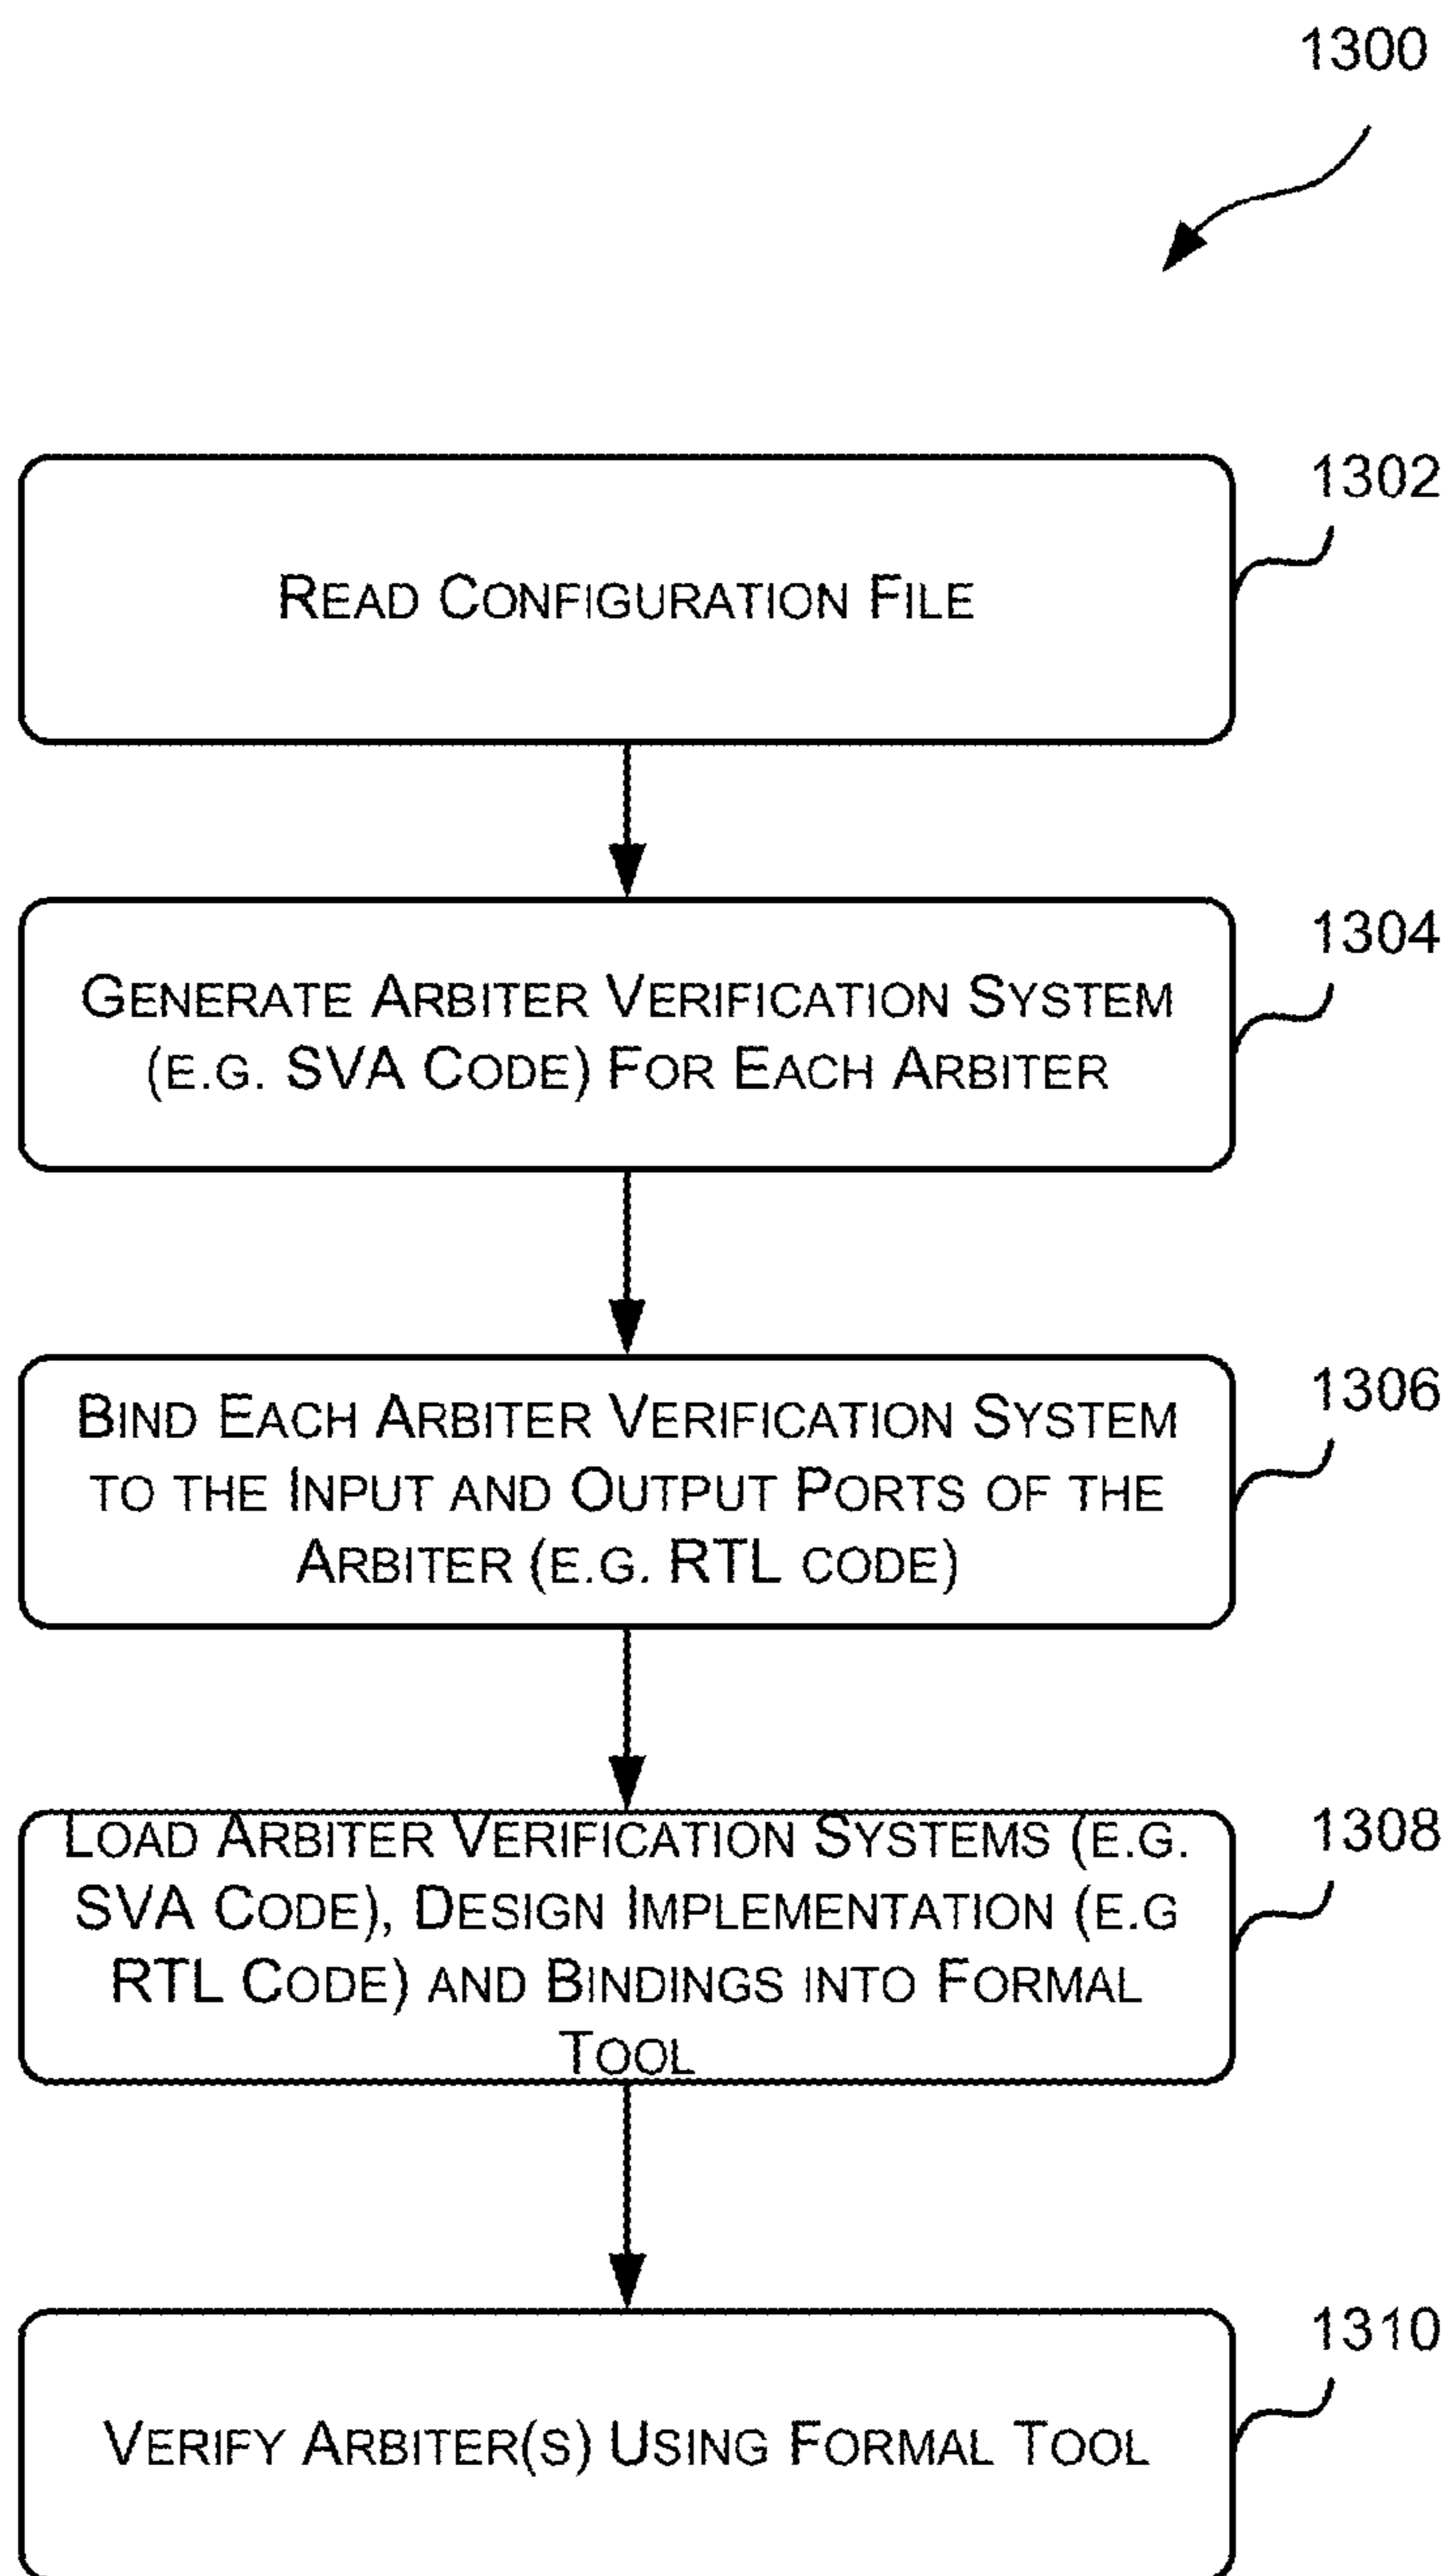 1300
1302
READ CONFIGURATION FILE
1304
GENERATE ARBITER VERIFICATION SYSTEM
(E.G. SVA CODE) FOR EACH ARBITER
1306
BIND EACH ARBITER VERIFICATION SYSTEM
TO THE INPUT AND OUTPUT PORTS OF THE
ARBITER (E.G. RTL CODE)
1308
LOAD ARBITER VERIFICATION SYSTEMS (E.G.
SVA CODE), DESIGN IMPLEMENTATION (E.G
RTL CODE) AND BINDINGS INTO FORMAL
TOOL
1310
VERIFY ARBITER(S) USING FORMAL TOOL